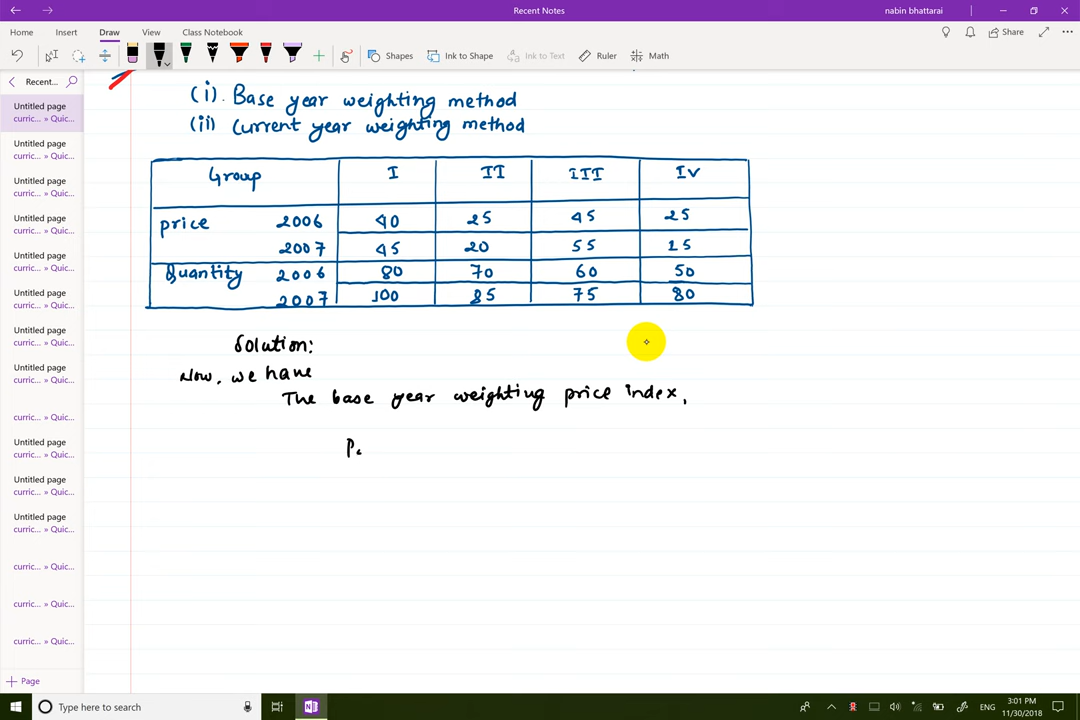 Recent Notes
nabin bhattarai
Home Insert Draw View Class Notebook
Share
Shapes Ink to Shape Ink to Text Ruler Math
Recent...
Untitled page
curric... » Quic...
Untitled page
curric... » Quic...
Untitled page
curric... » Quic...
Untitled page
curric... » Quic...
Untitled page
curric... » Quic...
Untitled page
curric... » Quic...
Untitled page
curric... » Quic...
Untitled page
curric... » Quic...
curric... » Quic...
Untitled page
curric... » Quic...
Untitled page
curric... » Quic...
Untitled page
curric... » Quic...
curric... » Quic...
curric... » Quic...
curric... » Quic...
+ Page
(i). Base year weighting method
(ii) Current year weighting method
Group I II III IV
price 2006 40 25 45 25
2007 45 20 55 15
Quantity 2006 80 70 60 50
2007 100 85 75 80
Solution:
Now, we have
The base year weighting price index,
Type here to search
ENG
3:01 PM
11/30/2018